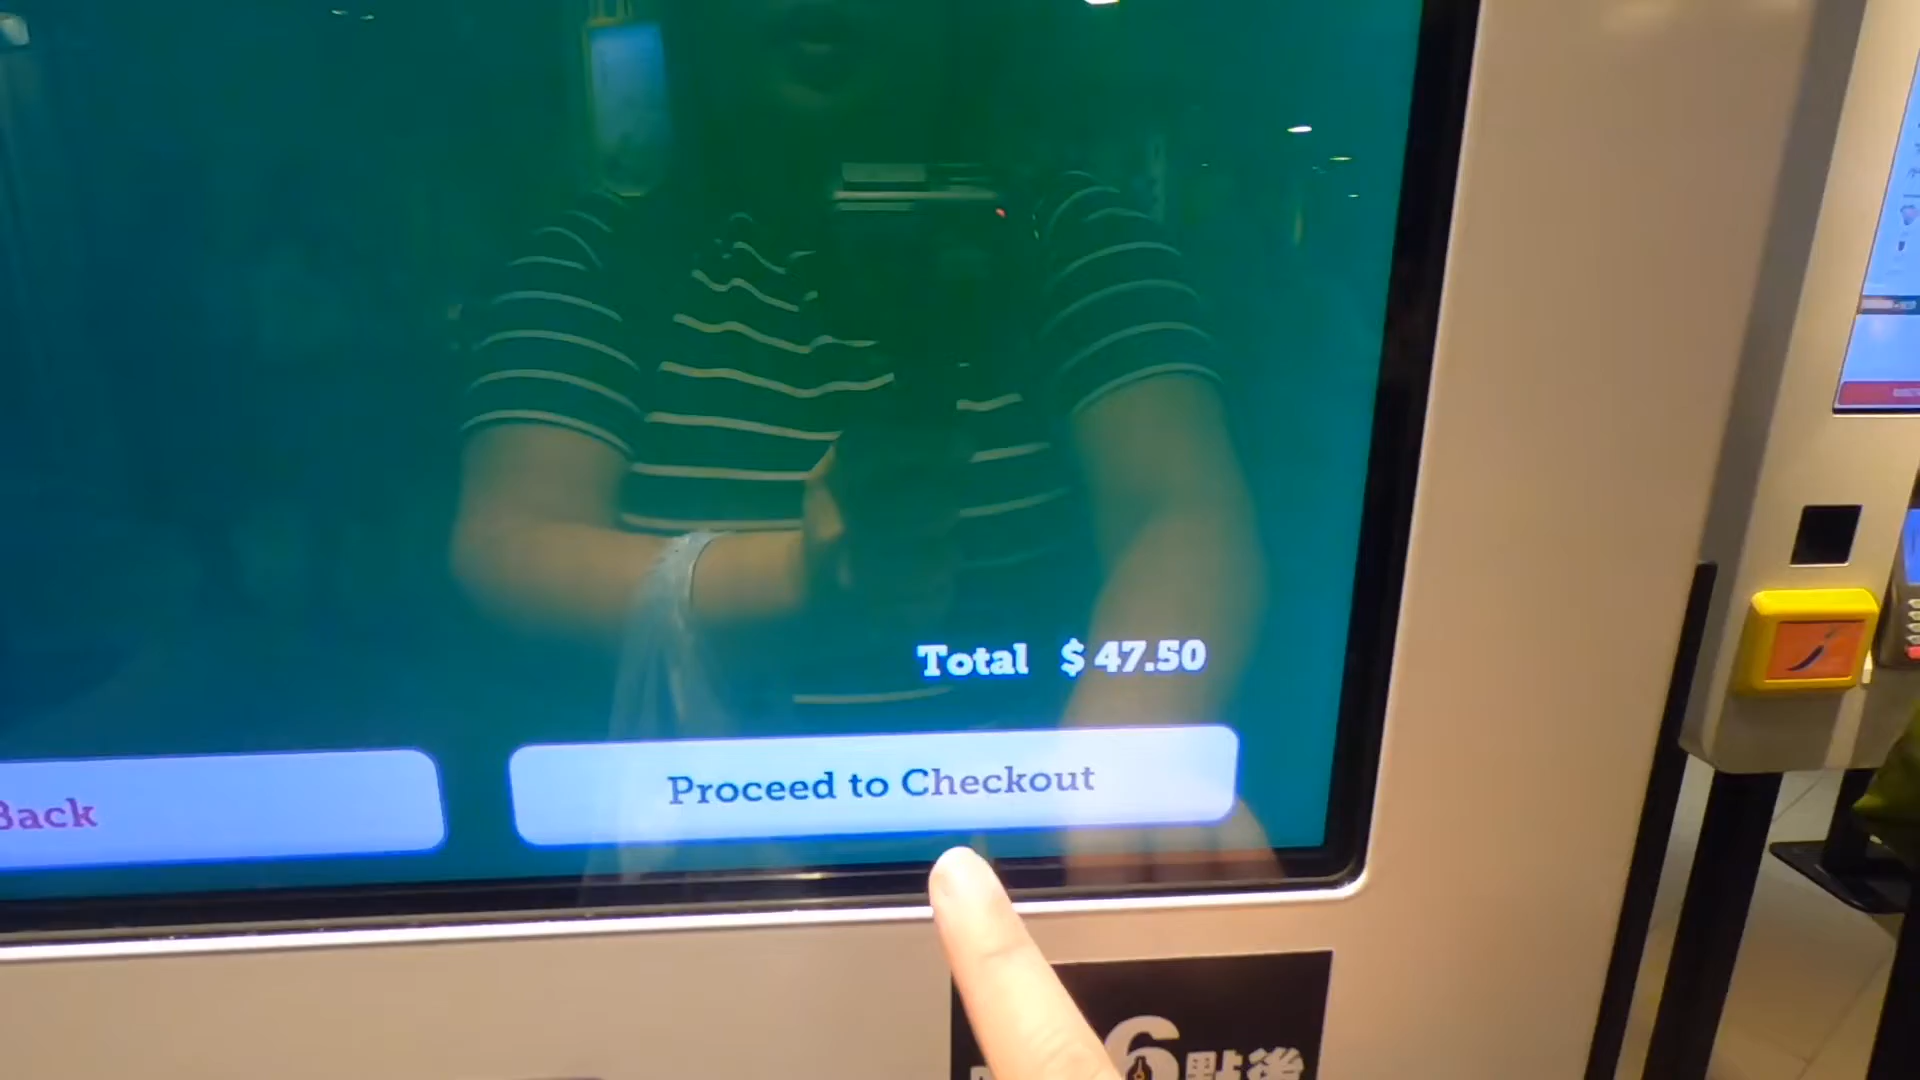 Total $ 47.50
Back
Proceed to Checkout
6點後